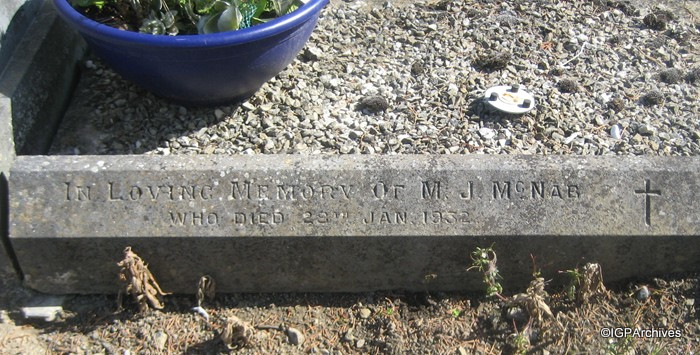 IN LOVING MEMORY OF M. J. MCNAB
WHO DIED 28TH JAN. 1932.
©IGPArchives